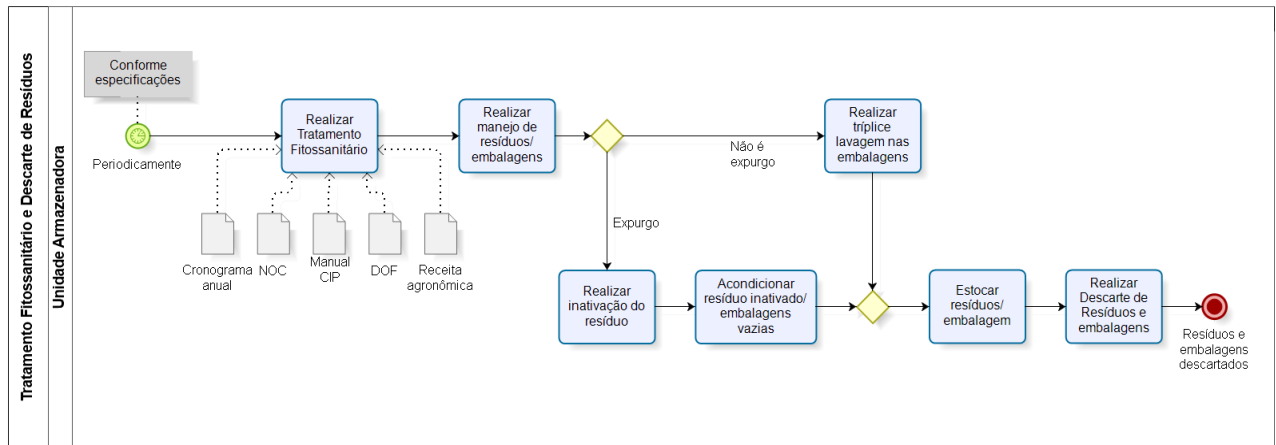 Tratamento Fitossanitário e Descarte de Resíduos
Unidade Armazenadora
Conforme
especificações
Periodicamente
Realizar
Tratamento
Fitossanitário
Cronograma
anual
NOC
Manual
CIP
DOF
Receita
agronômica
Realizar
manejo de
resíduos/
embalagens
Não é
expurgo
Expurgo
Realizar
tríplice
lavagem nas
embalagens
Realizar
inativação do
resíduo
Acondicionar
resíduo inativado/
embalagens
vazias
Estocar
resíduos/
embalagem
Realizar
Descarte de
Resíduos e
embalagens
Resíduos e
embalagens
descartados